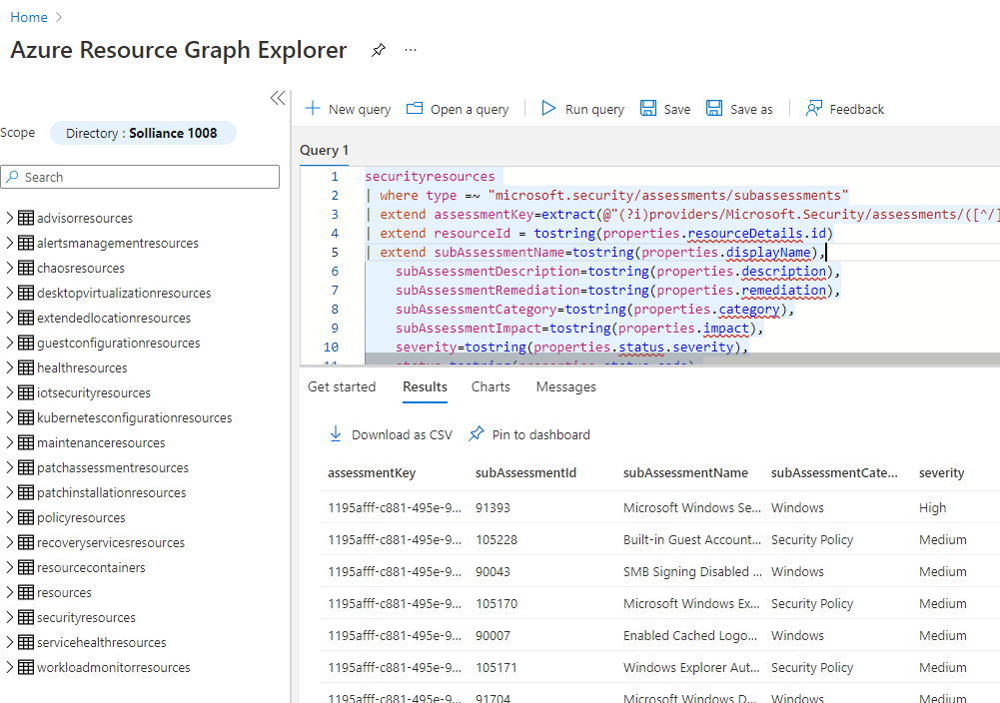 Home
Azure Resource Graph Explorer
...
Scope Directory : Solliance 1008
Search
advisorresources
alertsmanagementresources
chaosresources
desktopvirtualizationresources
extendedlocationresources
guestconfigurationresources
healthresources
iotsecurityresources
kubernetesconfigurationresources
maintenanceresources
patchassessmentresources
patchinstallationresources
policyresources
recoveryservicesresources
resourcecontainers
resources
securityresources
servicehealthresources
workloadmonitorresources
New query Open a query Run query Save Save as Feedback
Query 1
1 securityresources
2 | where type =~ "microsoft.security/assessments/subassessments"
3 | extend assessmentKey=extract(@"(?i)providers/Microsoft.Security/assessments/([^/]
4 | extend resourceId = tostring(properties.resourceDetails.id)
5 | extend subAssessmentName=tostring(properties.displayName),
6 subAssessmentDescription=tostring(properties.description),
7 subAssessmentRemediation=tostring(properties.remediation),
8 subAssessmentCategory=tostring(properties.category),
9 subAssessmentImpact=tostring(properties.impact),
10 severity=tostring(properties.status.severity),
Get started Results Charts Messages
Download as CSV Pin to dashboard
assessmentKey subAssessmentId subAssessmentName subAssessmentCate... severity
1195afff-c881-495e-9... 91393 Microsoft Windows Se... Windows High
1195afff-c881-495e-9... 105228 Built-in Guest Account... Security Policy Medium
1195afff-c881-495e-9... 90043 SMB Signing Disabled ... Windows Medium
1195afff-c881-495e-9... 105170 Microsoft Windows Ex... Security Policy Medium
1195afff-c881-495e-9... 90007 Enabled Cached Logo... Windows Medium
1195afff-c881-495e-9... 105171 Windows Explorer Aut... Security Policy Medium
1195afff-c881-495e-9... 91704 Microsoft Windows D... Windows Medium